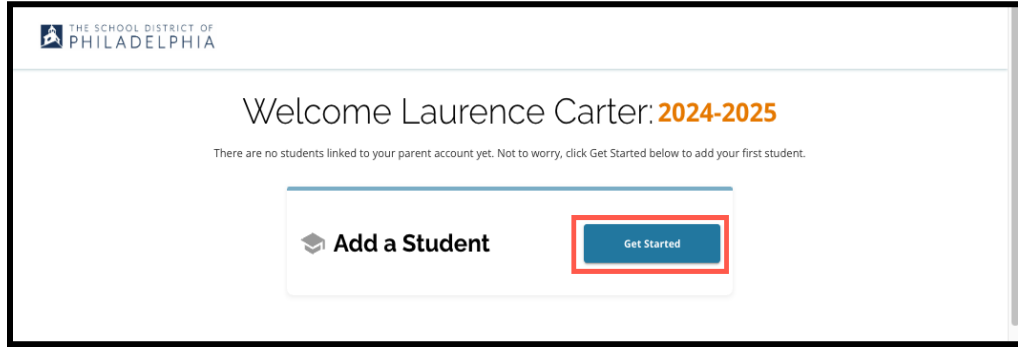 THE SCHOOL DISTRICT OF
PHILADELPHIA
Welcome Laurence Carter: 2024-2025
There are no students linked to your parent account yet. Not to worry, click Get Started below to add your first student.
Add a Student
Get Started